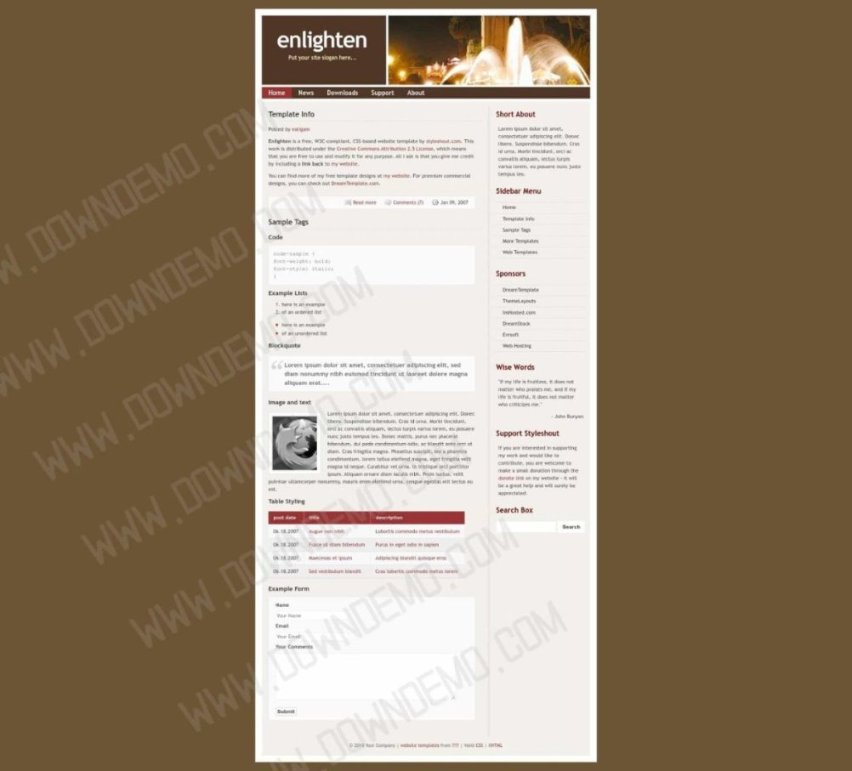 enlighten
Put your site slogan here...
Home News Downloads Support About
Template Info
Posted by
Enlighten is a free, W3C-compliant, CSS-based website template by styleshout.com. This
work is distributed under the Creative Commons Attribution 2.5 License, which means
that you are free to use and modify it for any purpose. All I ask is that you give me credit
by including a link back to my website.
You can find more of my free template designs at my website. For premium commercial
designs, you can check out DreamTemplate.com.
Read more Comments (7) Jan 09, 2007
Sample Tags
Code
code-sample {
font-weight: bold;
font-style: italic;
}
Example Lists
1. here is an example
2. of an ordered list
here is an example
of an unordered list
Blockquote
Lorem ipsum dolor sit amet, consectetuer adipiscing elit, sed
diam nonummy nibh euismod tincidunt ut laoreet dolore magna
aliquam erat....
Image and text
Lorem ipsum dolor sit amet, consectetuer adipiscing elit. Donec
libero. Suspendisse bibendum. Cras id urna. Morbi tincidunt,
orci ac convallis aliquam, lectus turpis varius lorem, eu posuere
nunc justo tempus leo. Donec mattis, purus nec placerat
bibendum, dui pede condimentum odio, ac blandit ante orci ut
diam. Cras fringilla magna. Phasellus suscipit, leo a pharetra
condimentum, lorem tellus eleifend magna, eget fringilla velit
magna id neque. Curabitur vel urna. In tristique orci porttitor
ipsum. Aliquam ornare diam iaculis nibh. Proin luctus, velit
pulvinar ullamcorper nonummy, mauris enim eleifend urna, congue egestas elit lectus eu
est.
Table Styling
post date title description
04.18.2007 Augue non nibh Lobortis commodo metus vestibulum
04.18.2007 Fusce ut diam bibendum Purus in eget odio in sapien
04.18.2007 Maecenas et ipsum Adipiscing blandit quisque eros
04.18.2007 Sed vestibulum blandit Cras lobortis commodo metus lorem
Example Form
Name
Your Name
Email
Your Email
Your Comments
Submit
Short About
Lorem ipsum dolor sit amet,
consectetuer adipiscing elit. Donec
libero. Suspendisse bibendum. Cras
id urna. Morbi tincidunt, orci ac
convallis aliquam, lectus turpis
varius lorem, eu posuere nunc justo
tempus leo.
Sidebar Menu
Home
Template Info
Sample Tags
More Templates
Web Templates
Sponsors
DreamTemplate
ThemeLayouts
ImHosted.com
DreamStock
Evrsoft
Web Hosting
Wise Words
"If my life is fruitless, it does not
matter who praises me, and if my
life is fruitful, it does not matter
who criticizes me."
- John Bunyan
Support Styleshout
If you are interested in supporting
my work and would like to
contribute, you are welcome to
make a small donation through the
donate link on my website - it will
be a great help and will surely be
appreciated.
Search Box
Search
© 2010 Your Company | website templates from | Valid CSS | XHTML
WWW.DOWNDEMO.COM
WWW.DOWNDEMO.COM
WWW.DOWNDEMO.COM
WWW.DOWNDEMO.COM
WWW.DOWNDEMO.COM
WWW.DOWNDEMO.COM